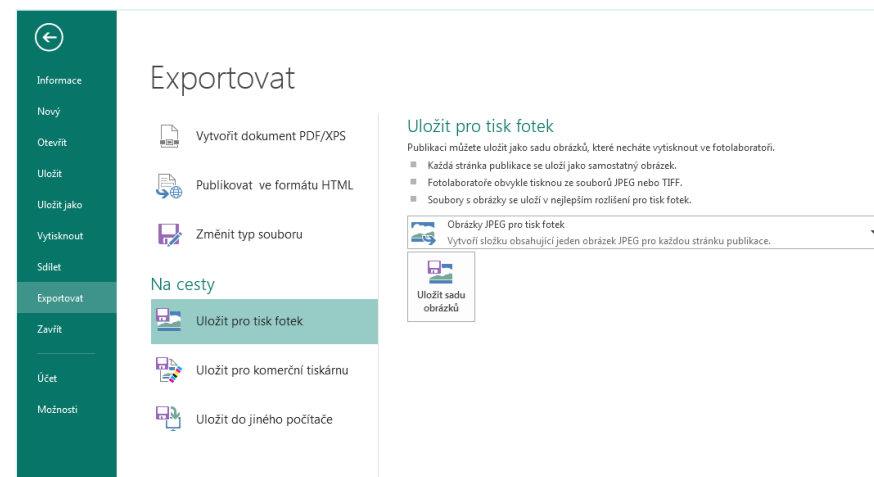 Informace
Nový
Otevřít
Uložit
Uložit jako
Vytisknout
Sdílet
Exportovat
Zavřít
Účet
Možnosti
Exportovat
Vytvořit dokument PDF/XPS
Publikovat ve formátu HTML
Změnit typ souboru
Na cesty
Uložit pro tisk fotek
Uložit pro komerční tiskárnu
Uložit do jiného počítače
Uložit pro tisk fotek
Publikaci můžete uložit jako sadu obrázků, které necháte vytisknout ve fotolaboratoři.
Každá stránka publikace se uloží jako samostatný obrázek.
Fotolaboratoře obvykle tisknou ze souborů JPEG nebo TIFF.
Soubory s obrázky se uloží v nejlepším rozlišení pro tisk fotek.
Obrázky JPEG pro tisk fotek
Vytvoří složku obsahující jeden obrázek JPEG pro každou stránku publikace.
Uložit sadu
obrázků